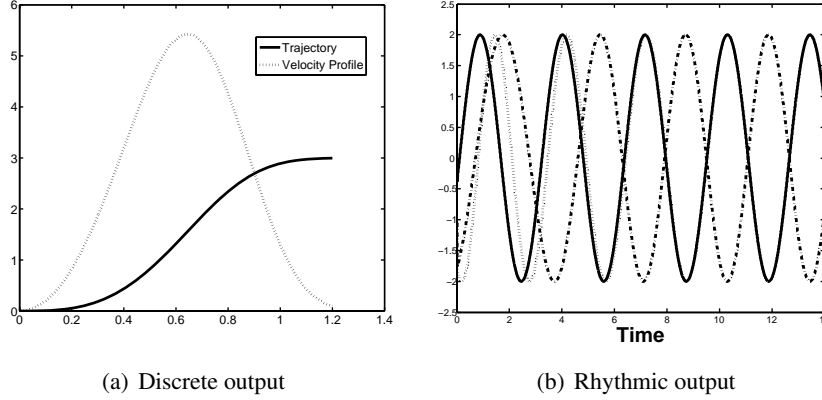 6
5
4
3
2
1
0
0 0.2 0.4 0.6 0.8 1 1.2 1.4
Trajectory
Velocity Profile
(a) Discrete output
2.5
2
1.5
1
0.5
0
−0.5
−1
−1.5
−2
−2.5
0 2 4 6 8 10 12 14
Time
(b) Rhythmic output